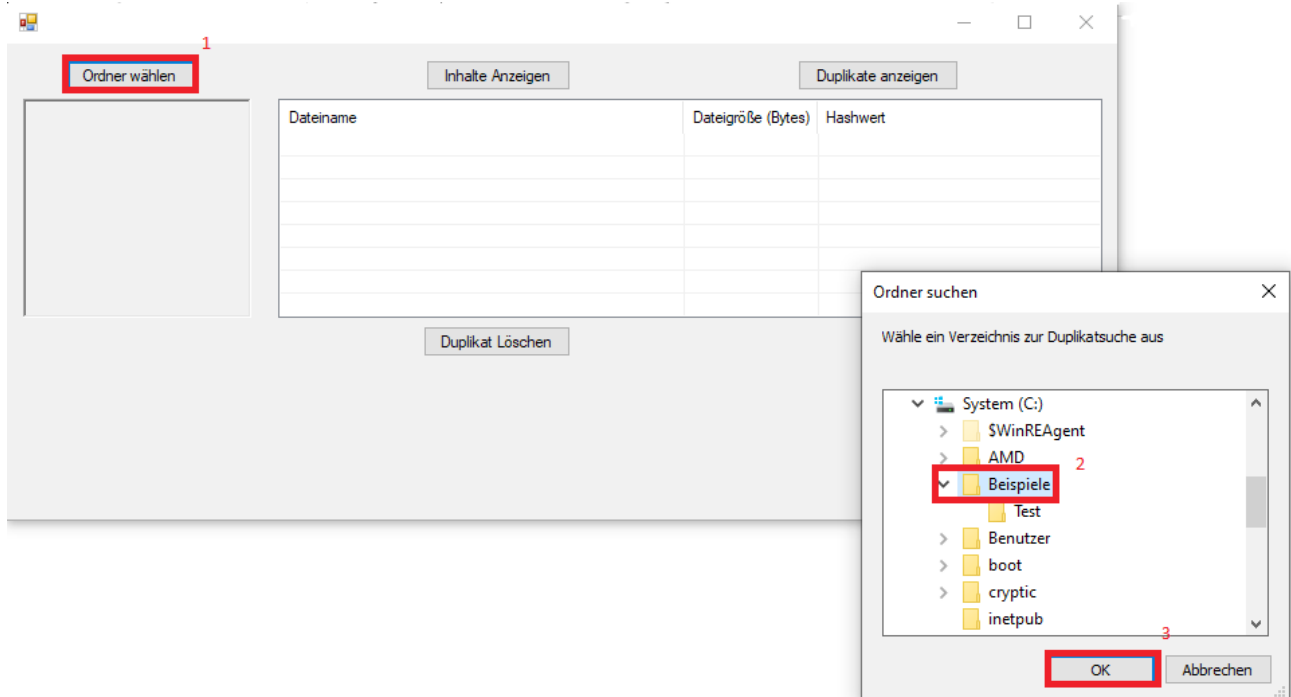 1
Ordner wählen
Inhalte Anzeigen
Duplikate anzeigen
Dateiname
Dateigröße (Bytes)
Hashwert
Duplikat Löschen
Ordner suchen
Wähle ein Verzeichnis zur Duplikatsuche aus
System (C:)
$WinREAgent
AMD
2
Beispiele
Test
Benutzer
boot
cryptic
inetpub
3
OK
Abbrechen